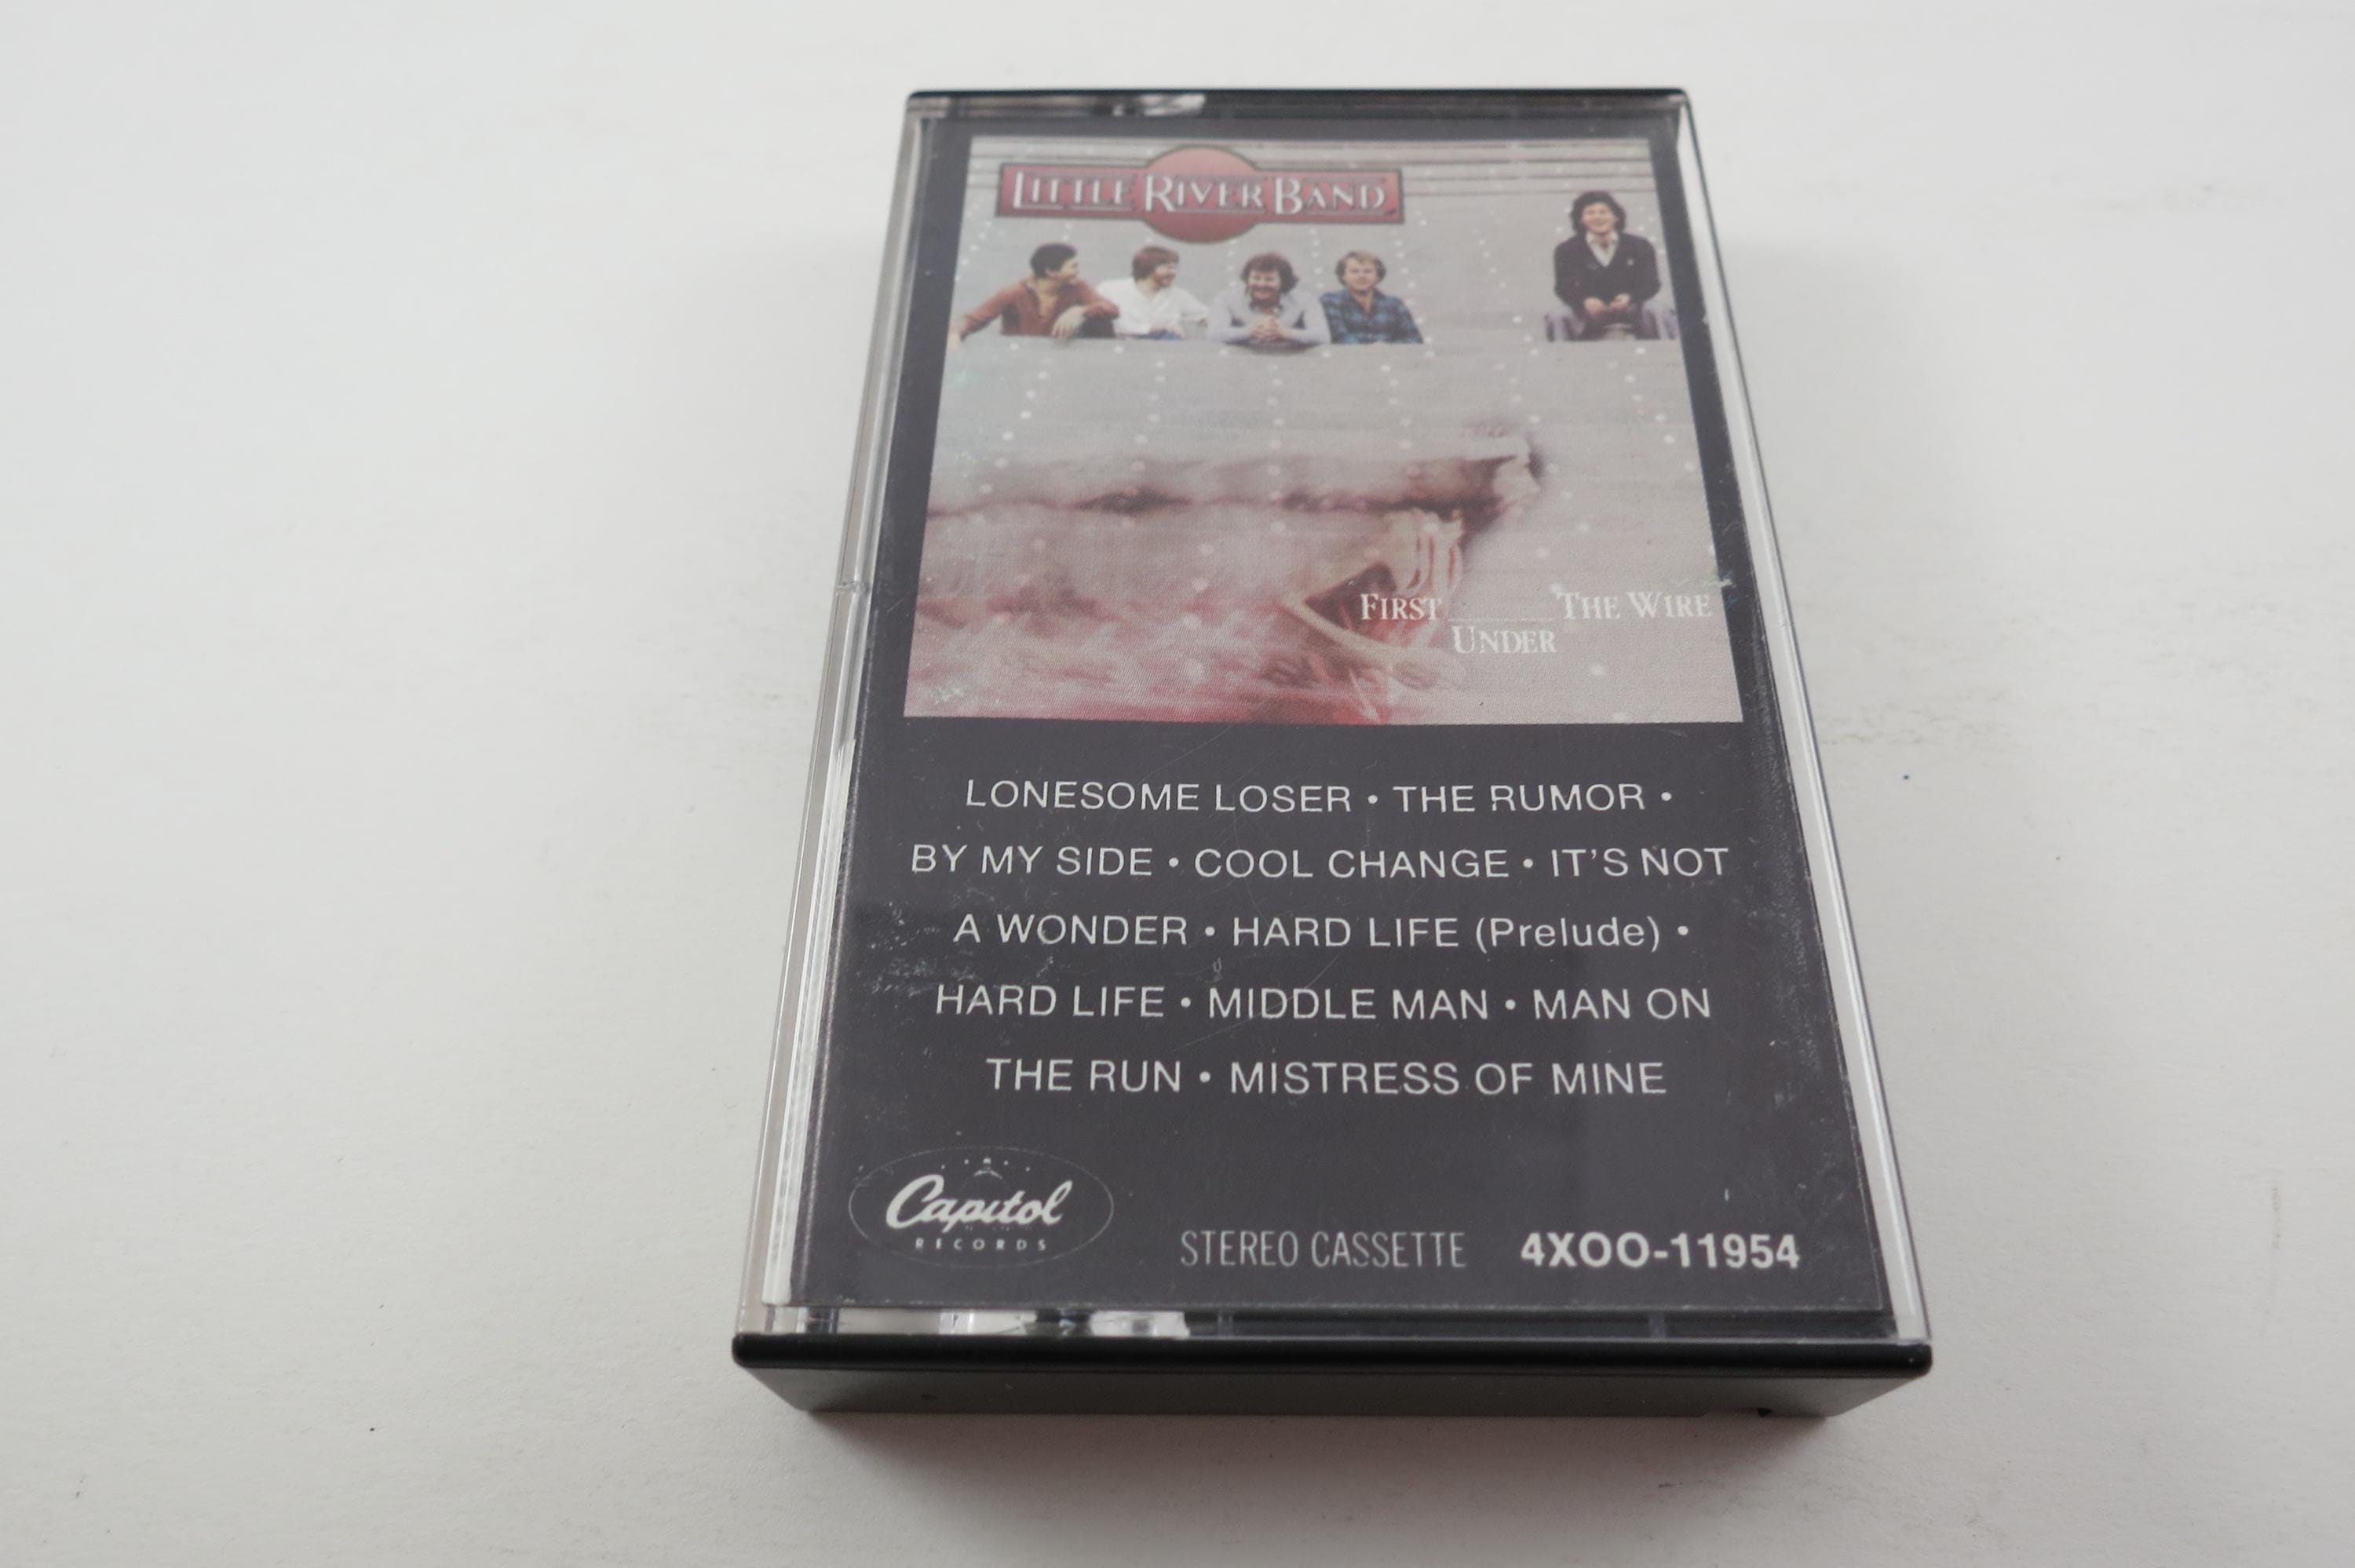 LITTLE RIVER BAND
FIRST THE WIRE
UNDER
LONESOME LOSER • THE RUMOR •
BY MY SIDE • COOL CHANGE • IT'S NOT
A WONDER • HARD LIFE (Prelude) •
HARD LIFE • MIDDLE MAN • MAN ON
THE RUN • MISTRESS OF MINE
Capitol
RECORDS
STEREO CASSETTE 4XOO-11954